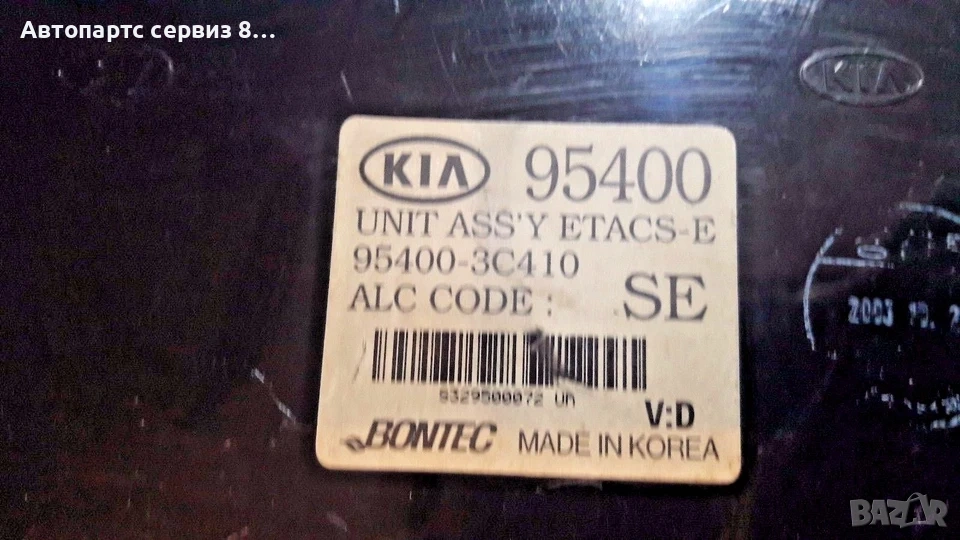 Автопартс сервиз 8...
KIA
KIA 95400
UNIT ASS'Y ETACS-E
95400-3C410
ALC CODE : SE
9329500072
V:D
BONTEC MADE IN KOREA
BAZAR